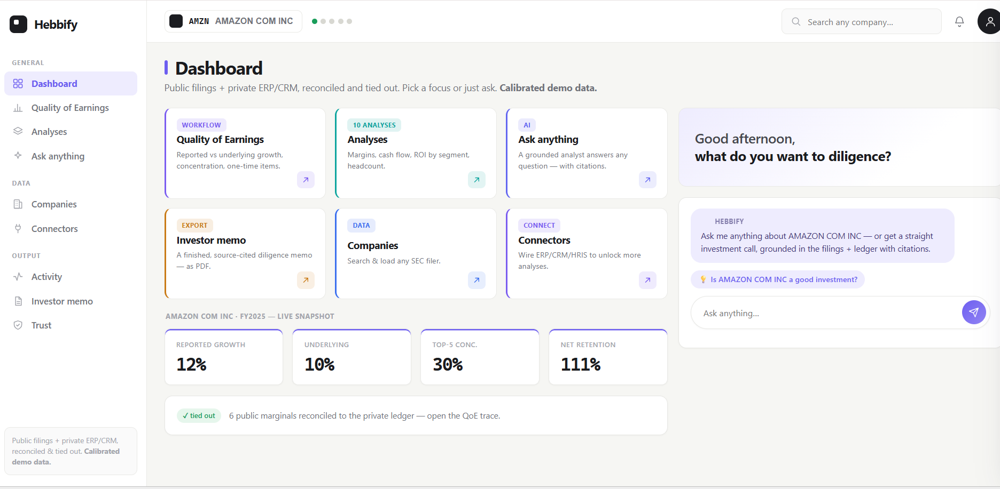 Hebbify
GENERAL
Dashboard
Quality of Earnings
Analyses
Ask anything
DATA
Companies
Connectors
OUTPUT
Activity
Investor memo
Trust
Public filings + private ERP/CRM,
reconciled & tied out. Calibrated
demo data.
AMZN AMAZON COM INC
Search any company...
Dashboard
Public filings + private ERP/CRM, reconciled and tied out. Pick a focus or just ask. Calibrated demo data.
WORKFLOW
Quality of Earnings
Reported vs underlying growth,
concentration, one-time items.
10 ANALYSES
Analyses
Margins, cash flow, ROI by segment,
headcount.
AI
Ask anything
A grounded analyst answers any
question — with citations.
EXPORT
Investor memo
A finished, source-cited diligence memo
— as PDF.
DATA
Companies
Search & load any SEC filer.
CONNECT
Connectors
Wire ERP/CRM/HRIS to unlock more
analyses.
AMAZON COM INC · FY2025 — LIVE SNAPSHOT
REPORTED GROWTH
12%
UNDERLYING
10%
TOP-5 CONC.
30%
NET RETENTION
111%
✓ tied out 6 public marginals reconciled to the private ledger — open the QoE trace.
Good afternoon,
what do you want to diligence?
HEBBIFY
Ask me anything about AMAZON COM INC — or get a straight
investment call, grounded in the filings + ledger with citations.
💡 Is AMAZON COM INC a good investment?
Ask anything...